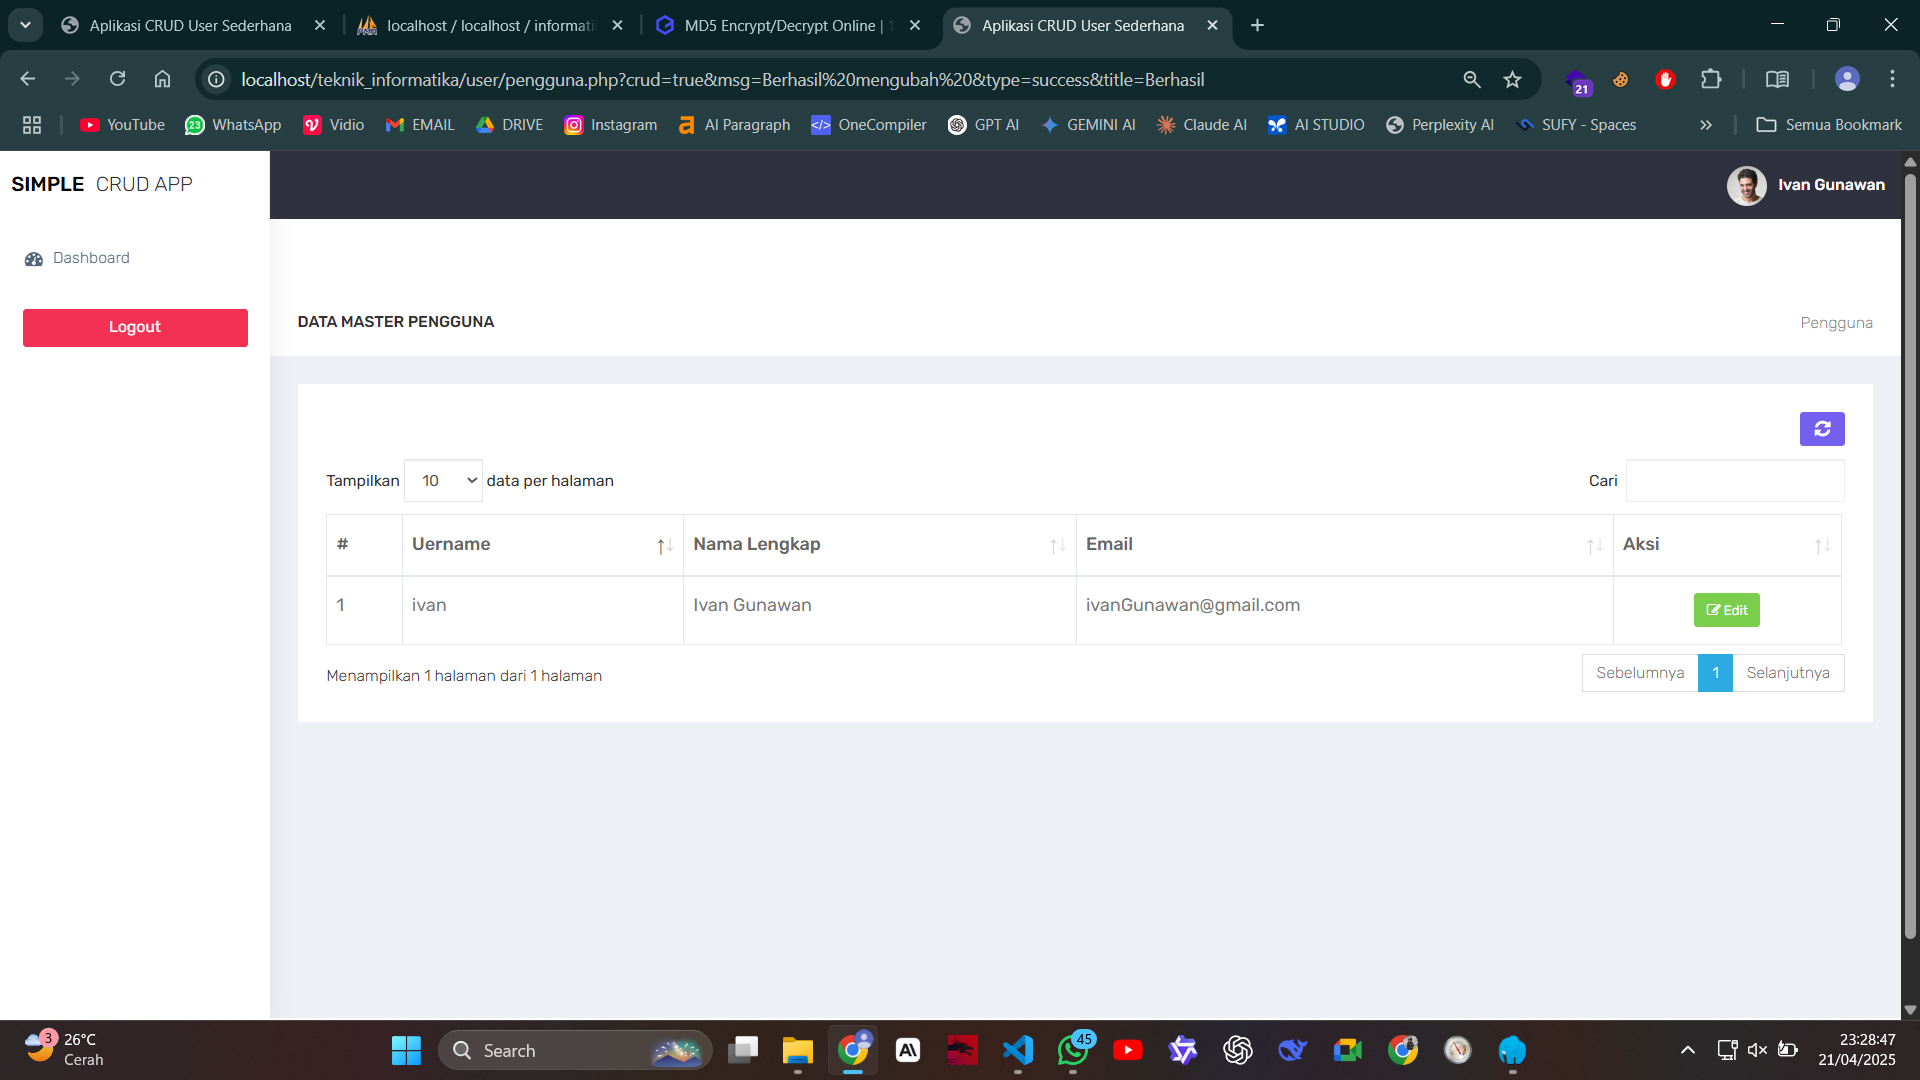 Aplikasi CRUD User Sederhana
localhost / localhost / informati
MD5 Encrypt/Decrypt Online |
Aplikasi CRUD User Sederhana
localhost/teknik_informatika/user/pengguna.php?crud=true&msg=Berhasil%20mengubah%20&type=success&title=Berhasil
21
YouTube
23
WhatsApp
Vidio
EMAIL
DRIVE
Instagram
AI Paragraph
OneCompiler
GPT AI
GEMINI AI
Claude AI
AI STUDIO
Perplexity AI
SUFY - Spaces
Semua Bookmark
SIMPLE CRUD APP
Ivan Gunawan
Dashboard
Logout
DATA MASTER PENGGUNA
Pengguna
Tampilkan 10 data per halaman
Cari
# Uername Nama Lengkap Email Aksi
1 ivan Ivan Gunawan ivanGunawan@gmail.com Edit
Menampilkan 1 halaman dari 1 halaman
Sebelumnya 1 Selanjutnya
3
26°C
Cerah
Search
45
23:28:47
21/04/2025